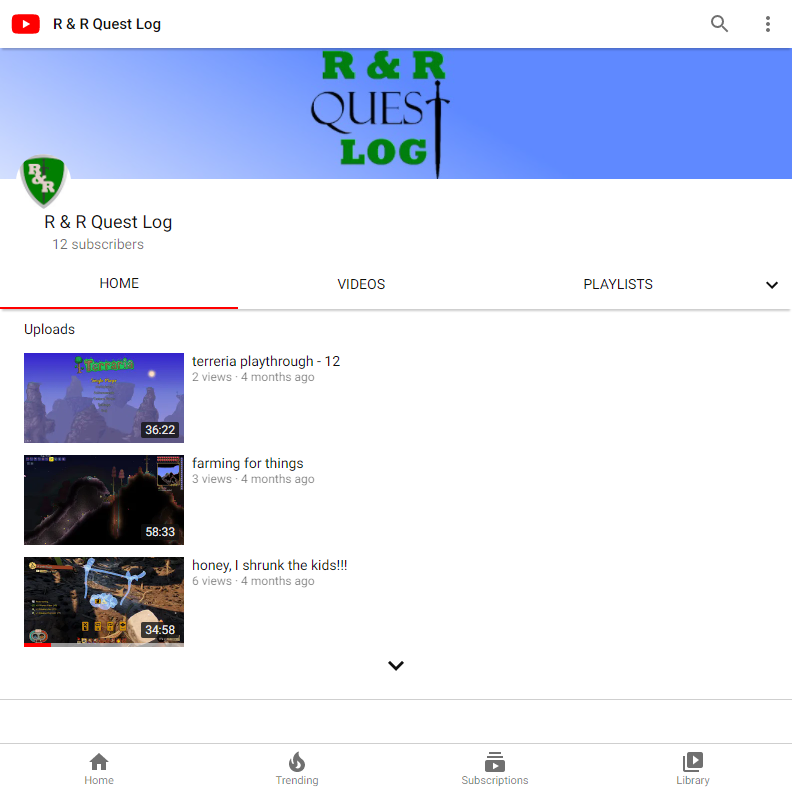 R & R Quest Log
R & R
QUEST
LOG
R&R
R & R Quest Log
12 subscribers
HOME
VIDEOS
PLAYLISTS
Uploads
Terraria
Single Player
36:22
terreria playthrough - 12
2 views · 4 months ago
58:33
farming for things
3 views · 4 months ago
34:58
honey, I shrunk the kids!!!
6 views · 4 months ago
Home
Trending
Subscriptions
Library